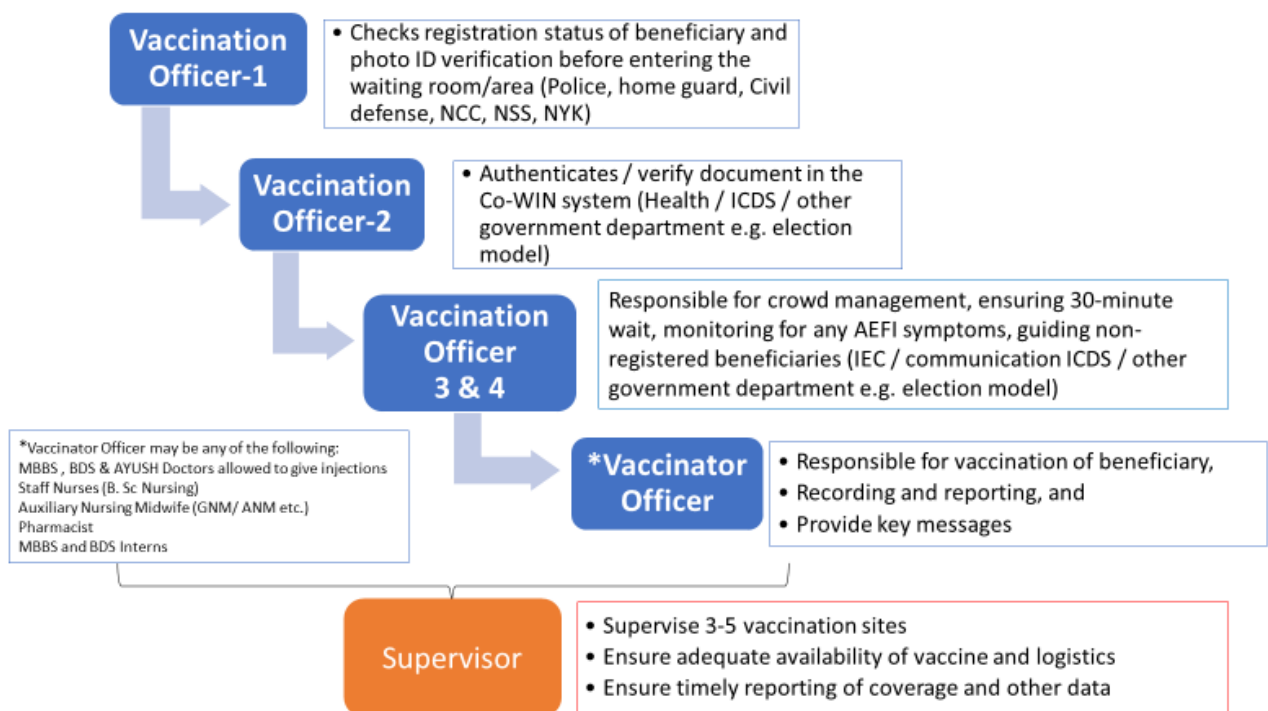 Vaccination
Officer-1
• Checks registration status of beneficiary and
photo ID verification before entering the
waiting room/area (Police, home guard, Civil
defense, NCC, NSS, NYK)
Vaccination
Officer-2
• Authenticates / verify document in the
Co-WIN system (Health / ICDS / other
government department e.g. election
model)
Vaccination
Officer
3 & 4
Responsible for crowd management, ensuring 30-minute
wait, monitoring for any AEFI symptoms, guiding non-
registered beneficiaries (IEC / communication ICDS / other
government department e.g. election model)
*Vaccinator Officer may be any of the following:
MBBS , BDS & AYUSH Doctors allowed to give injections
Staff Nurses (B. Sc Nursing)
Auxiliary Nursing Midwife (GNM/ ANM etc.)
Pharmacist
MBBS and BDS Interns
*Vaccinator
Officer
• Responsible for vaccination of beneficiary,
• Recording and reporting, and
• Provide key messages
Supervisor
• Supervise 3-5 vaccination sites
• Ensure adequate availability of vaccine and logistics
• Ensure timely reporting of coverage and other data